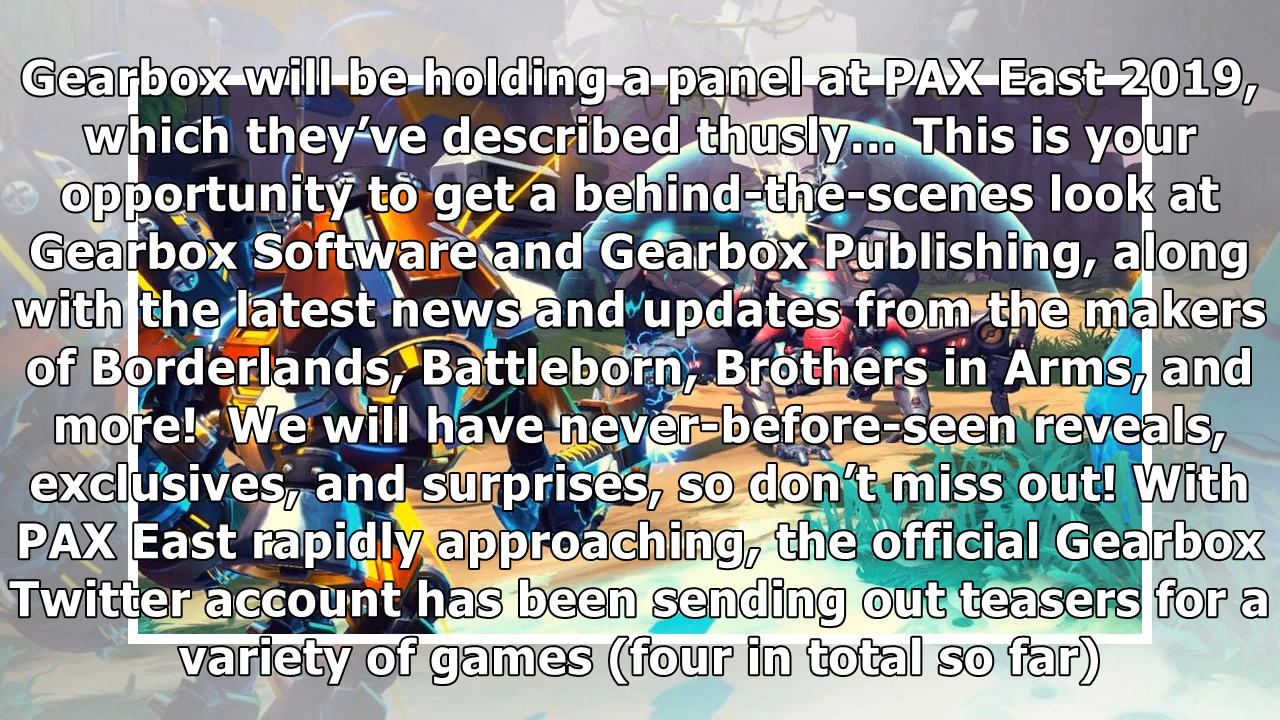 Gearbox will be holding a panel at PAX East 2019,
which they’ve described thusly... This is your
opportunity to get a behind-the-scenes look at
Gearbox Software and Gearbox Publishing, along
with the latest news and updates from the makers
of Borderlands, Battleborn, Brothers in Arms, and
more!  We will have never-before-seen reveals,
exclusives, and surprises, so don’t miss out! With
PAX East rapidly approaching, the official Gearbox
Twitter account has been sending out teasers for a
variety of games (four in total so far)